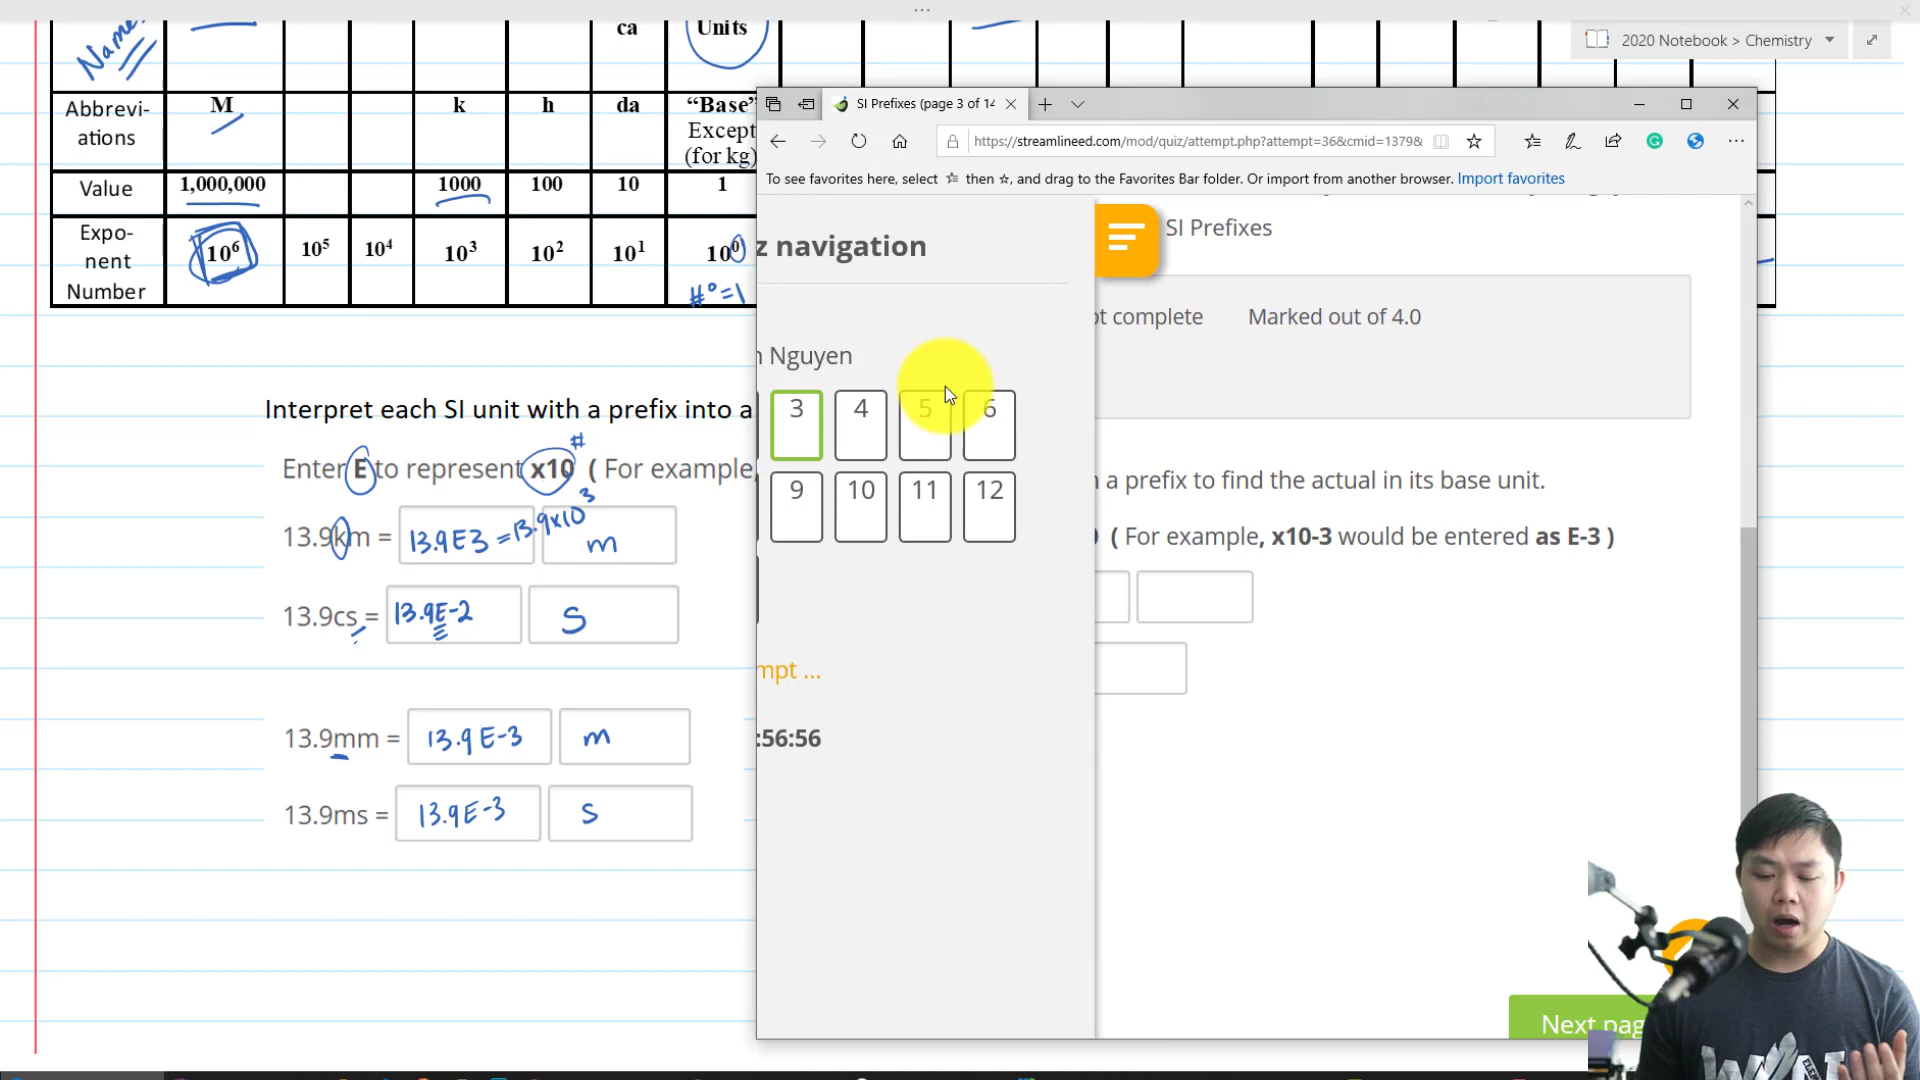 2020 Notebook > Chemistry
Names
ca
Units
Abbrevi-
ations
M
k
h
da
“Base”
Except
(for kg)
Value
1,000,000
1000
100
10
1
Expo-
nent
Number
10⁶
10⁵
10⁴
10³
10²
10¹
10⁰
#⁰=1
Interpret each SI unit with a prefix into a
Enter E to represent x10 ( For example,
#
13.9km = 13.9E3 = 13.9x10³ m
13.9cs = 13.9E-2 s
13.9mm = 13.9E-3 m
13.9ms = 13.9E-3 s
SI Prefixes (page 3 of 14
https://streamlineed.com/mod/quiz/attempt.php?attempt=36&cmid=1379&
To see favorites here, select then ☆, and drag to the Favorites Bar folder. Or import from another browser. Import favorites
z navigation
n Nguyen
3 4 5 6
9 10 11 12
mpt ...
:56:56
SI Prefixes
ot complete Marked out of 4.0
a prefix to find the actual in its base unit.
( For example, x10-3 would be entered as E-3 )
Next pag